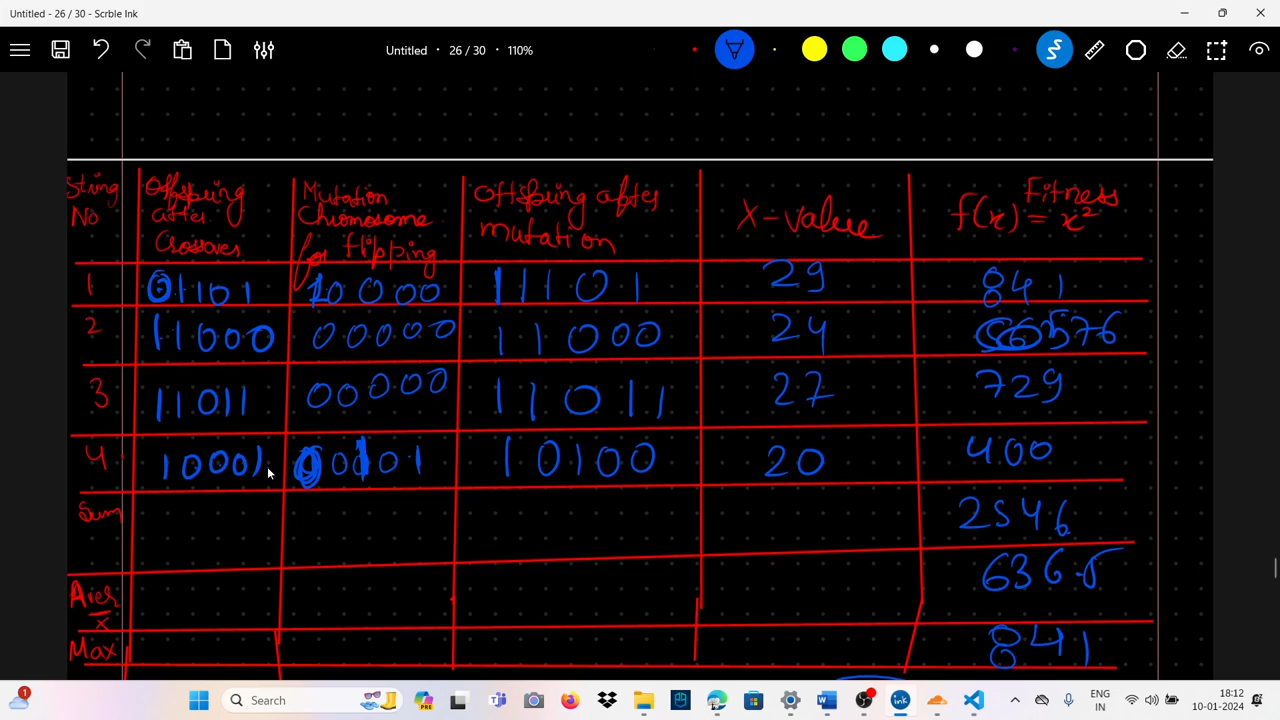 Untitled - 26 / 30 - Scrble Ink
Untitled • 26 / 30 • 110%
String No | Offspring after Crossover | Mutation Chromosome for flipping | Offspring after mutation | X-value | Fitness f(x) = x²
1 | 01101 | 10000 | 11101 | 29 | 841
2 | 11000 | 00000 | 11000 | 24 | 576
3 | 11011 | 00000 | 11011 | 27 | 729
4 | 10001 | 00101 | 10100 | 20 | 400
Sum | 2546
636.5
Max | 841
1
Search
PRE
ENG
IN
18:12
10-01-2024